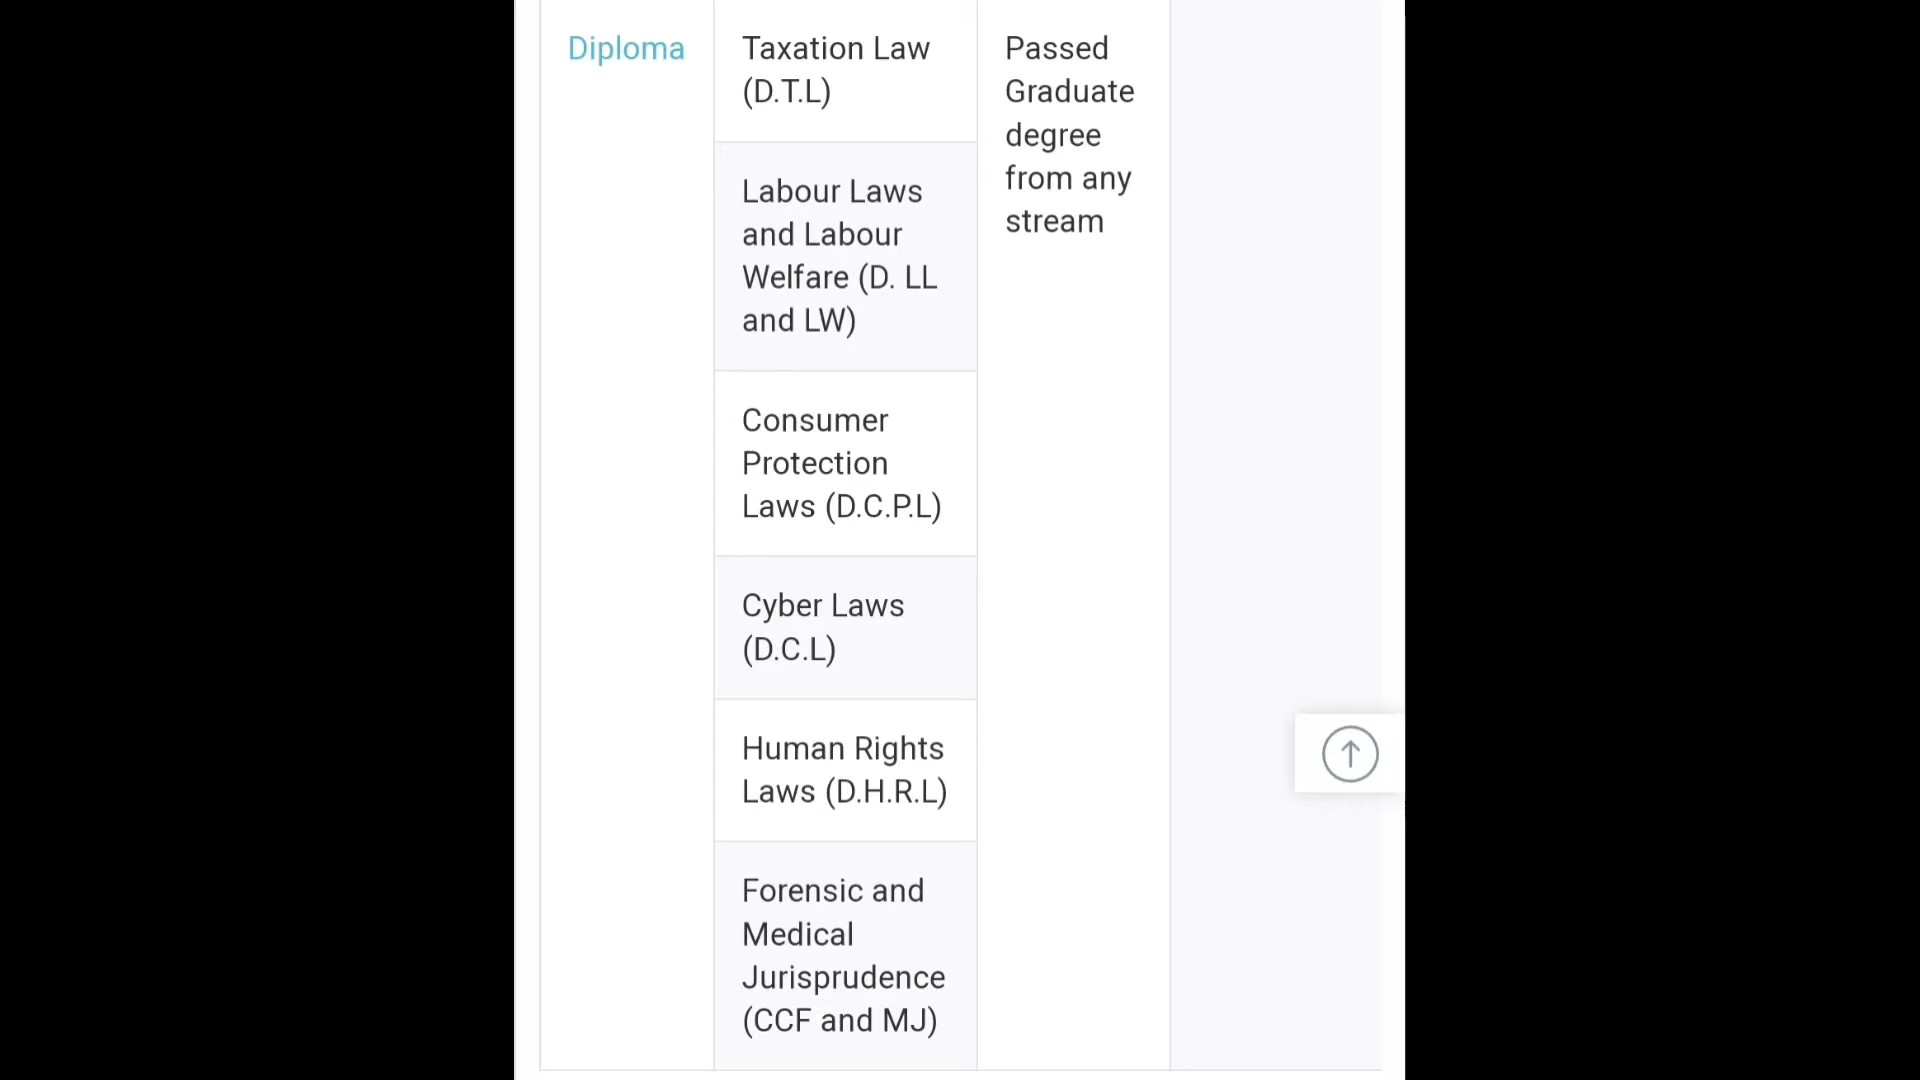 Diploma
Taxation Law
(D.T.L)
Labour Laws
and Labour
Welfare (D. LL
and LW)
Consumer
Protection
Laws (D.C.P.L)
Cyber Laws
(D.C.L)
Human Rights
Laws (D.H.R.L)
Forensic and
Medical
Jurisprudence
(CCF and MJ)
Passed
Graduate
degree
from any
stream